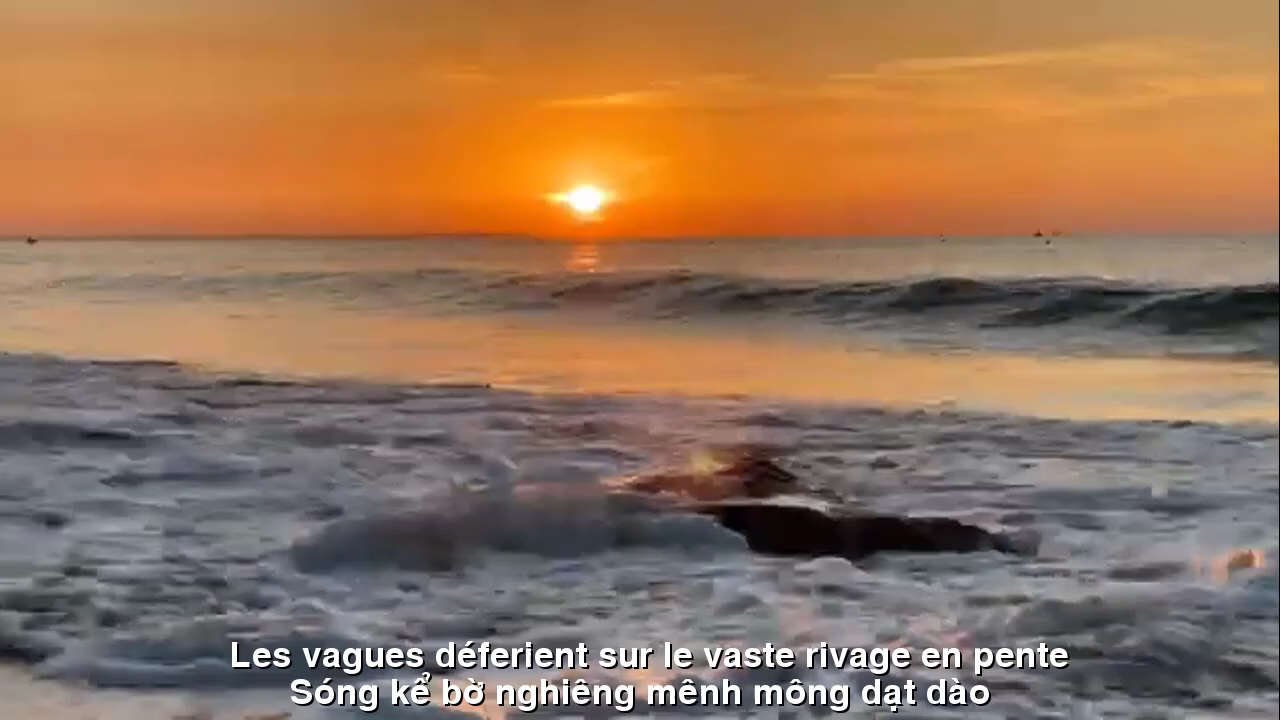 Les vagues déferient sur le vaste rivage en pente
Sóng kể bờ nghiêng mênh mông dạt dào